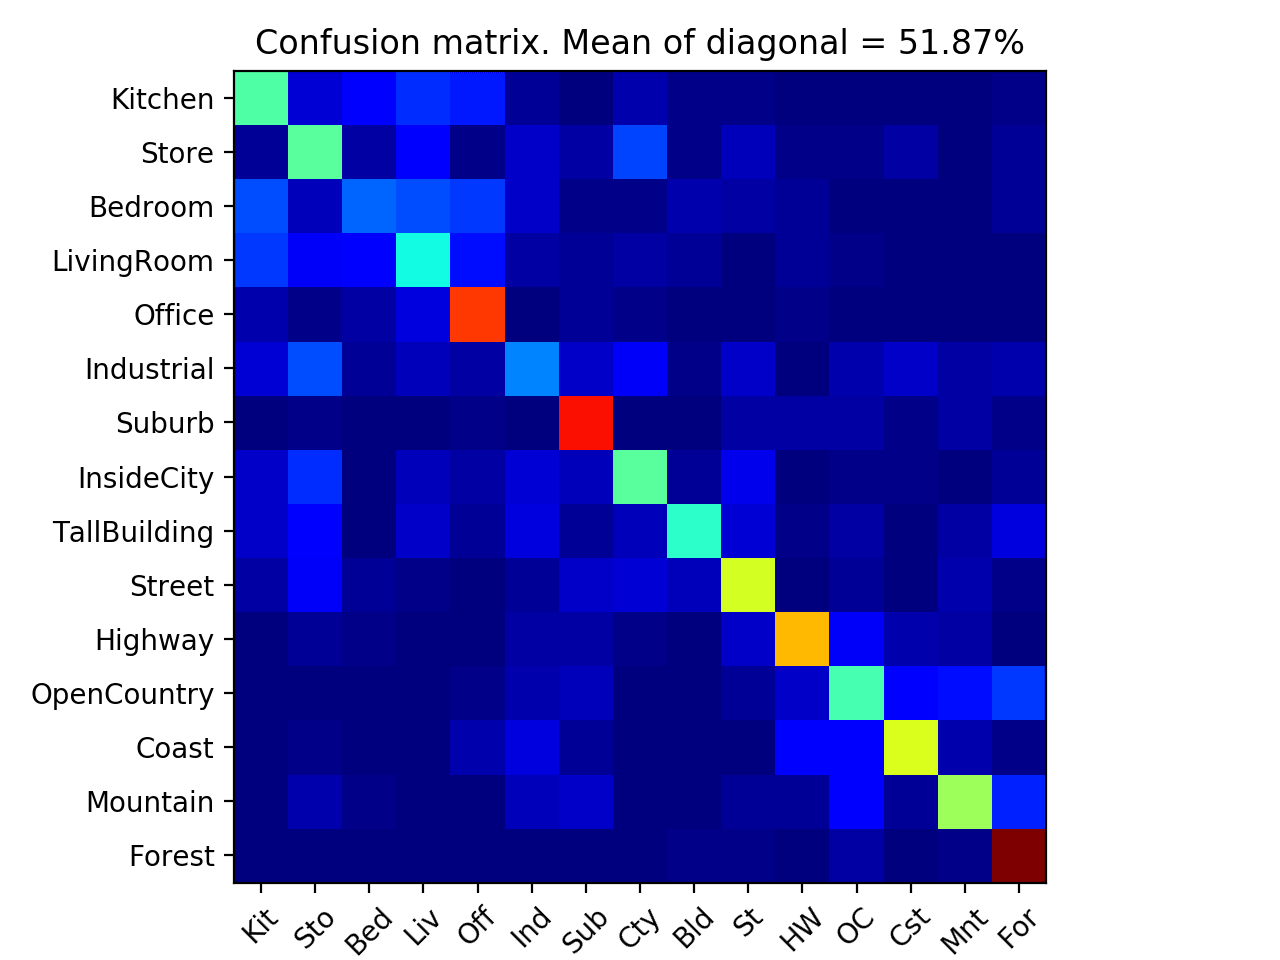 Confusion matrix. Mean of diagonal = 51.87%
Kitchen
Store
Bedroom
LivingRoom
Office
Industrial
Suburb
InsideCity
TallBuilding
Street
Highway
OpenCountry
Coast
Mountain
Forest
Kit Sto Bed Liv Off Ind Sub Cty Bld St HW OC Cst Mnt For